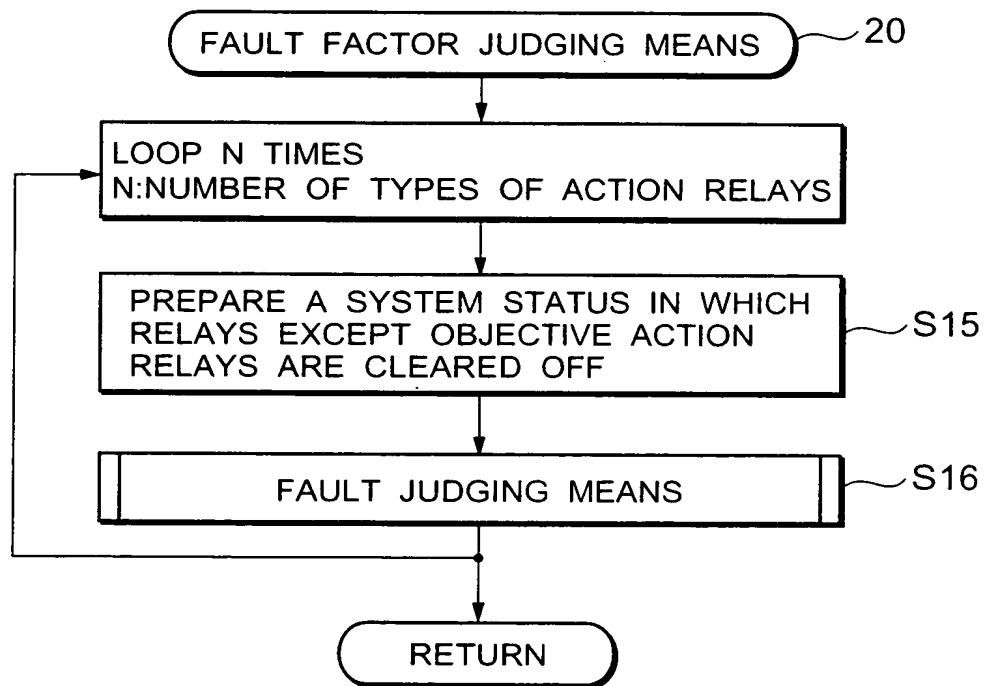 FAULT FACTOR JUDGING MEANS
20
LOOP N TIMES
N:NUMBER OF TYPES OF ACTION RELAYS
PREPARE A SYSTEM STATUS IN WHICH
RELAYS EXCEPT OBJECTIVE ACTION
RELAYS ARE CLEARED OFF
S15
FAULT JUDGING MEANS
S16
RETURN